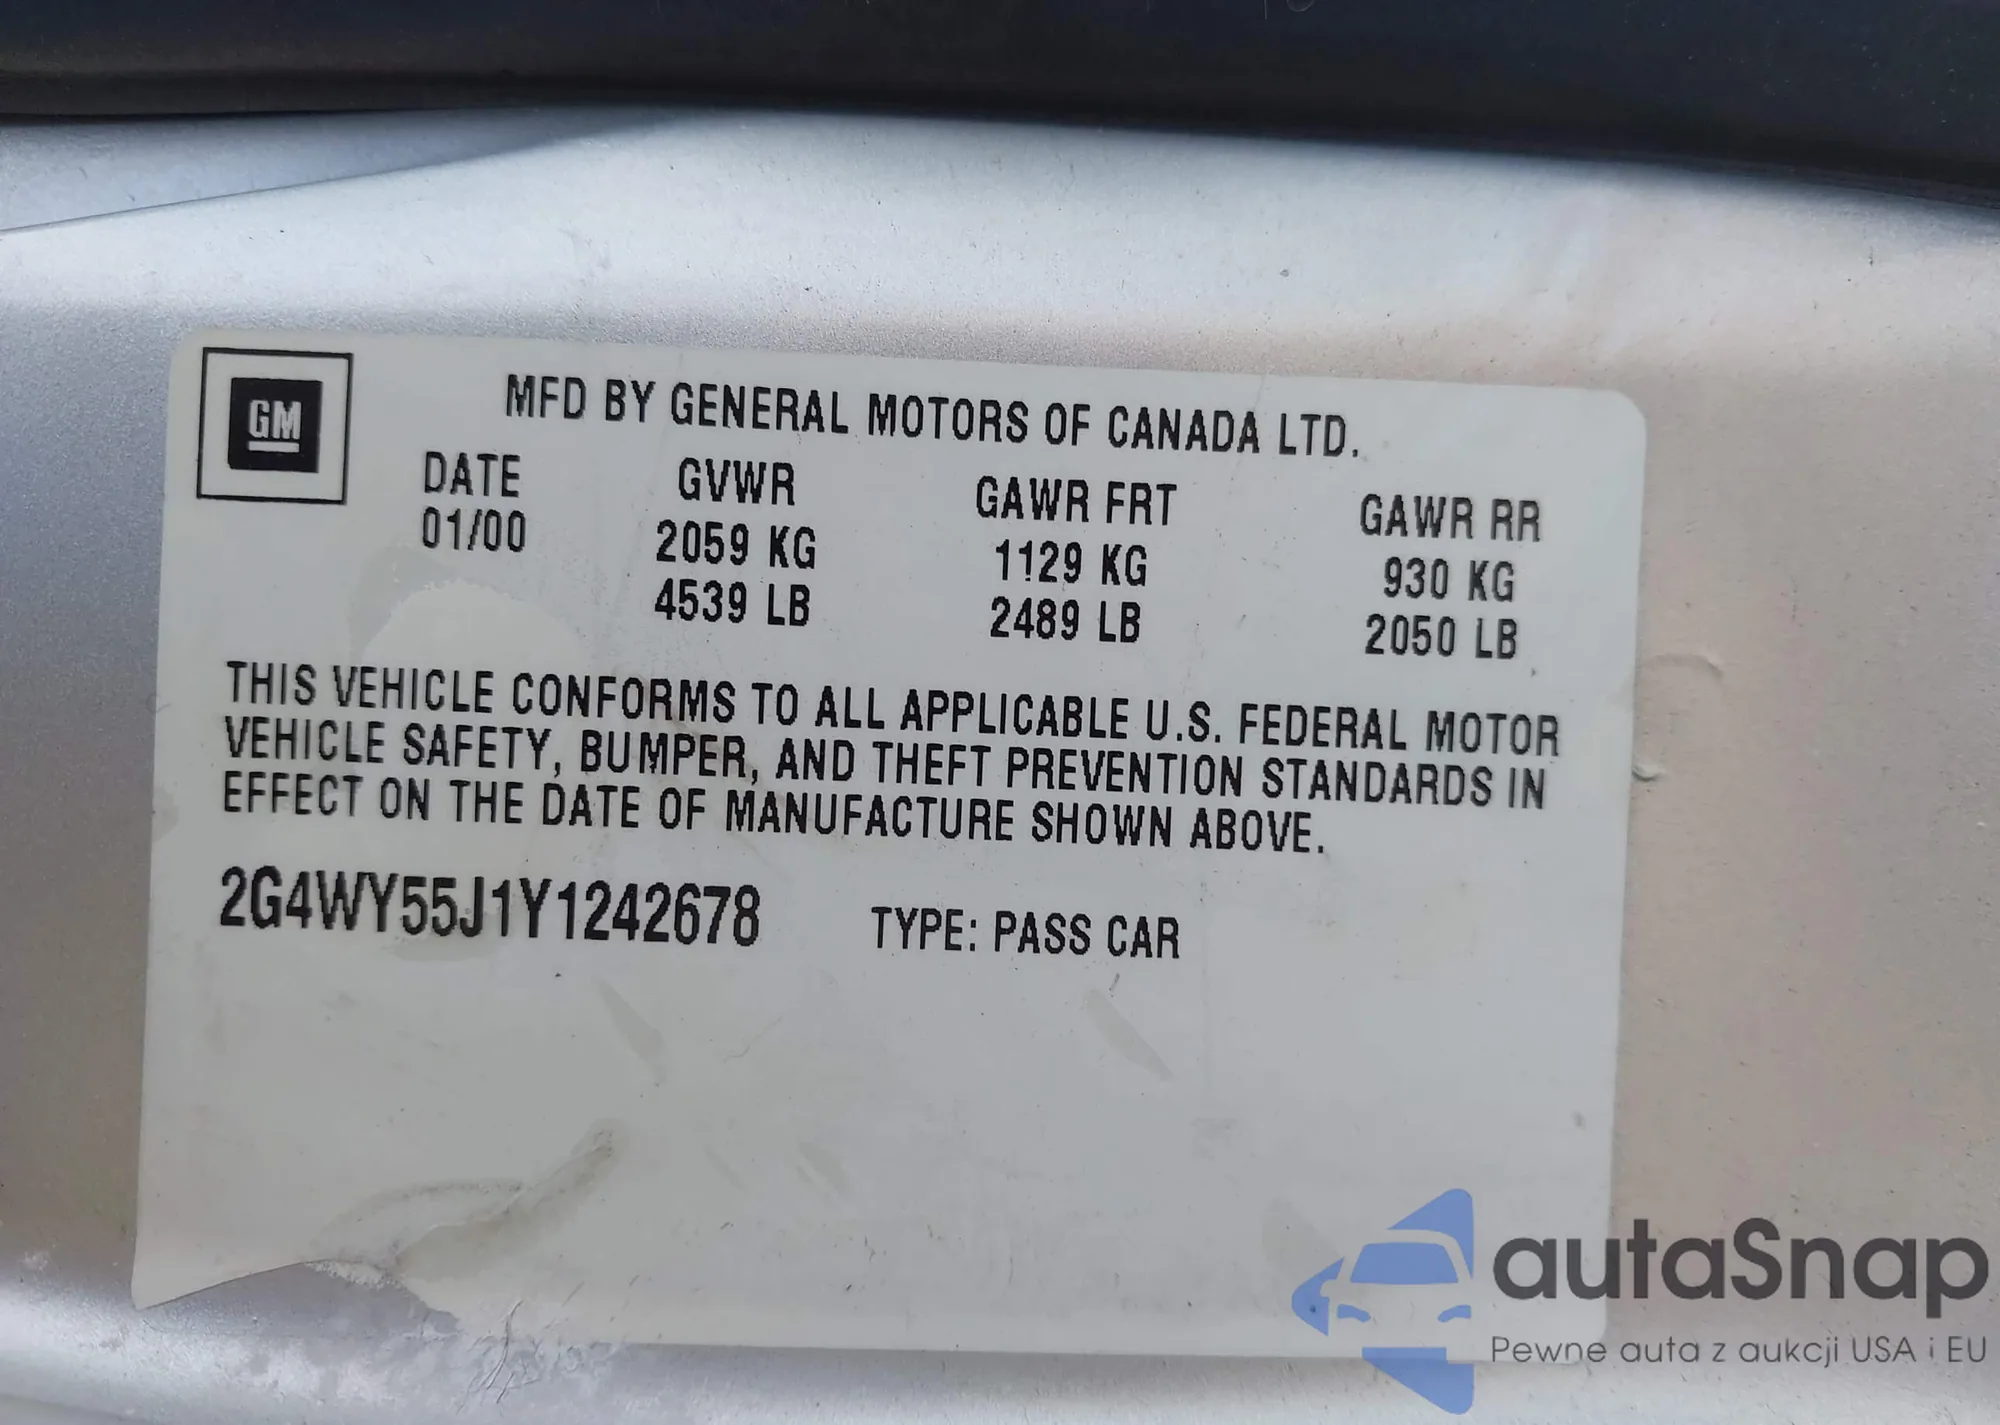 GM
MFD BY GENERAL MOTORS OF CANADA LTD.
DATE GVWR GAWR FRT GAWR RR
01/00 2059 KG 1129 KG 930 KG
4539 LB 2489 LB 2050 LB
THIS VEHICLE CONFORMS TO ALL APPLICABLE U.S. FEDERAL MOTOR
VEHICLE SAFETY, BUMPER, AND THEFT PREVENTION STANDARDS IN
EFFECT ON THE DATE OF MANUFACTURE SHOWN ABOVE.
2G4WY55J1Y1242678 TYPE: PASS CAR
autaSnap
Pewne auta z aukcji USA i EU